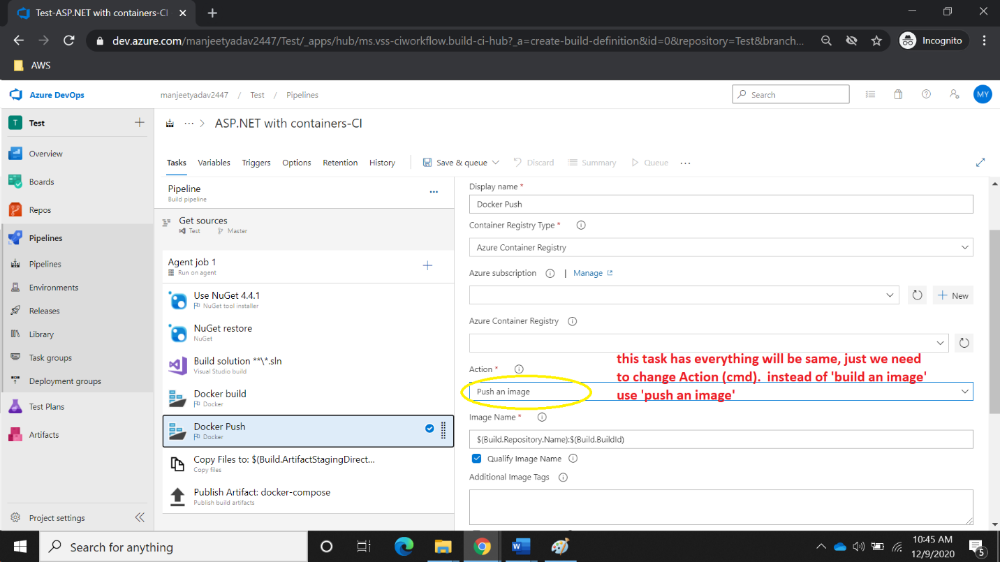 Test-ASP.NET with containers-CI
dev.azure.com/manjeetyadav2447/Test/_apps/hub/ms.vss-ciworkflow.build-ci-hub?_a=create-build-definition&id=0&repository=Test&branch...
Incognito
AWS
Azure DevOps
manjeetyadav2447 / Test / Pipelines
Search
MY
T Test
ASP.NET with containers-CI
Overview
Boards
Repos
Pipelines
Pipelines
Environments
Releases
Library
Task groups
Deployment groups
Test Plans
Artifacts
Project settings
Tasks Variables Triggers Options Retention History Save & queue Discard Summary Queue ...
Pipeline
Build pipeline
Get sources
Test Master
Agent job 1
Run on agent
Use NuGet 4.4.1
NuGet tool installer
NuGet restore
NuGet
Build solution **\*.sln
Visual Studio build
Docker build
Docker
Docker Push
Docker
Copy Files to: $(Build.ArtifactStagingDirect...
Copy files
Publish Artifact: docker-compose
Publish build artifacts
Display name *
Docker Push
Container Registry Type *
Azure Container Registry
Azure subscription | Manage
New
Azure Container Registry
Action *
Push an image
this task has everything will be same, just we need
to change Action (cmd). instead of 'build an image'
use 'push an image'
Image Name *
$(Build.Repository.Name):$(Build.BuildId)
Qualify Image Name
Additional Image Tags
Search for anything
10:45 AM
12/9/2020
5